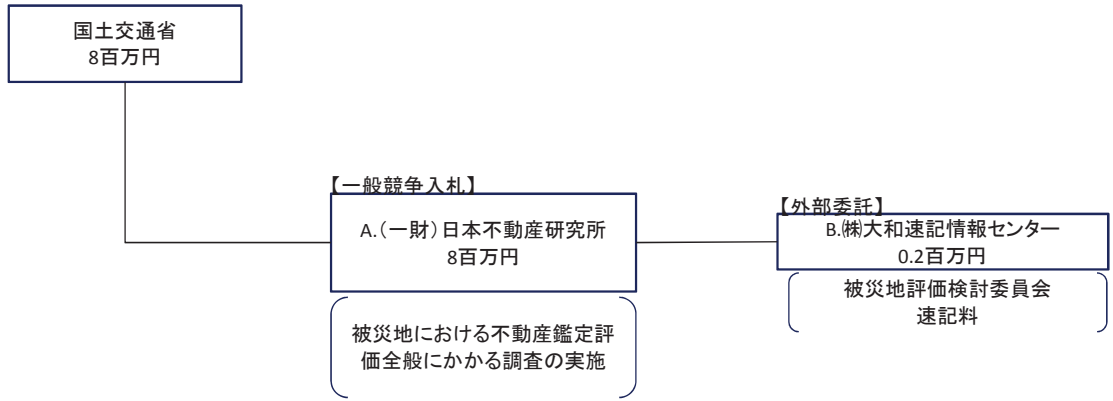 国土交通省
8百万円
【一般競争入札】
A.(一財)日本不動産研究所
8百万円
被災地における不動産鑑定評
価全般にかかる調査の実施
【外部委託】
B.㈱大和速記情報センター
0.2百万円
被災地評価検討委員会
速記料